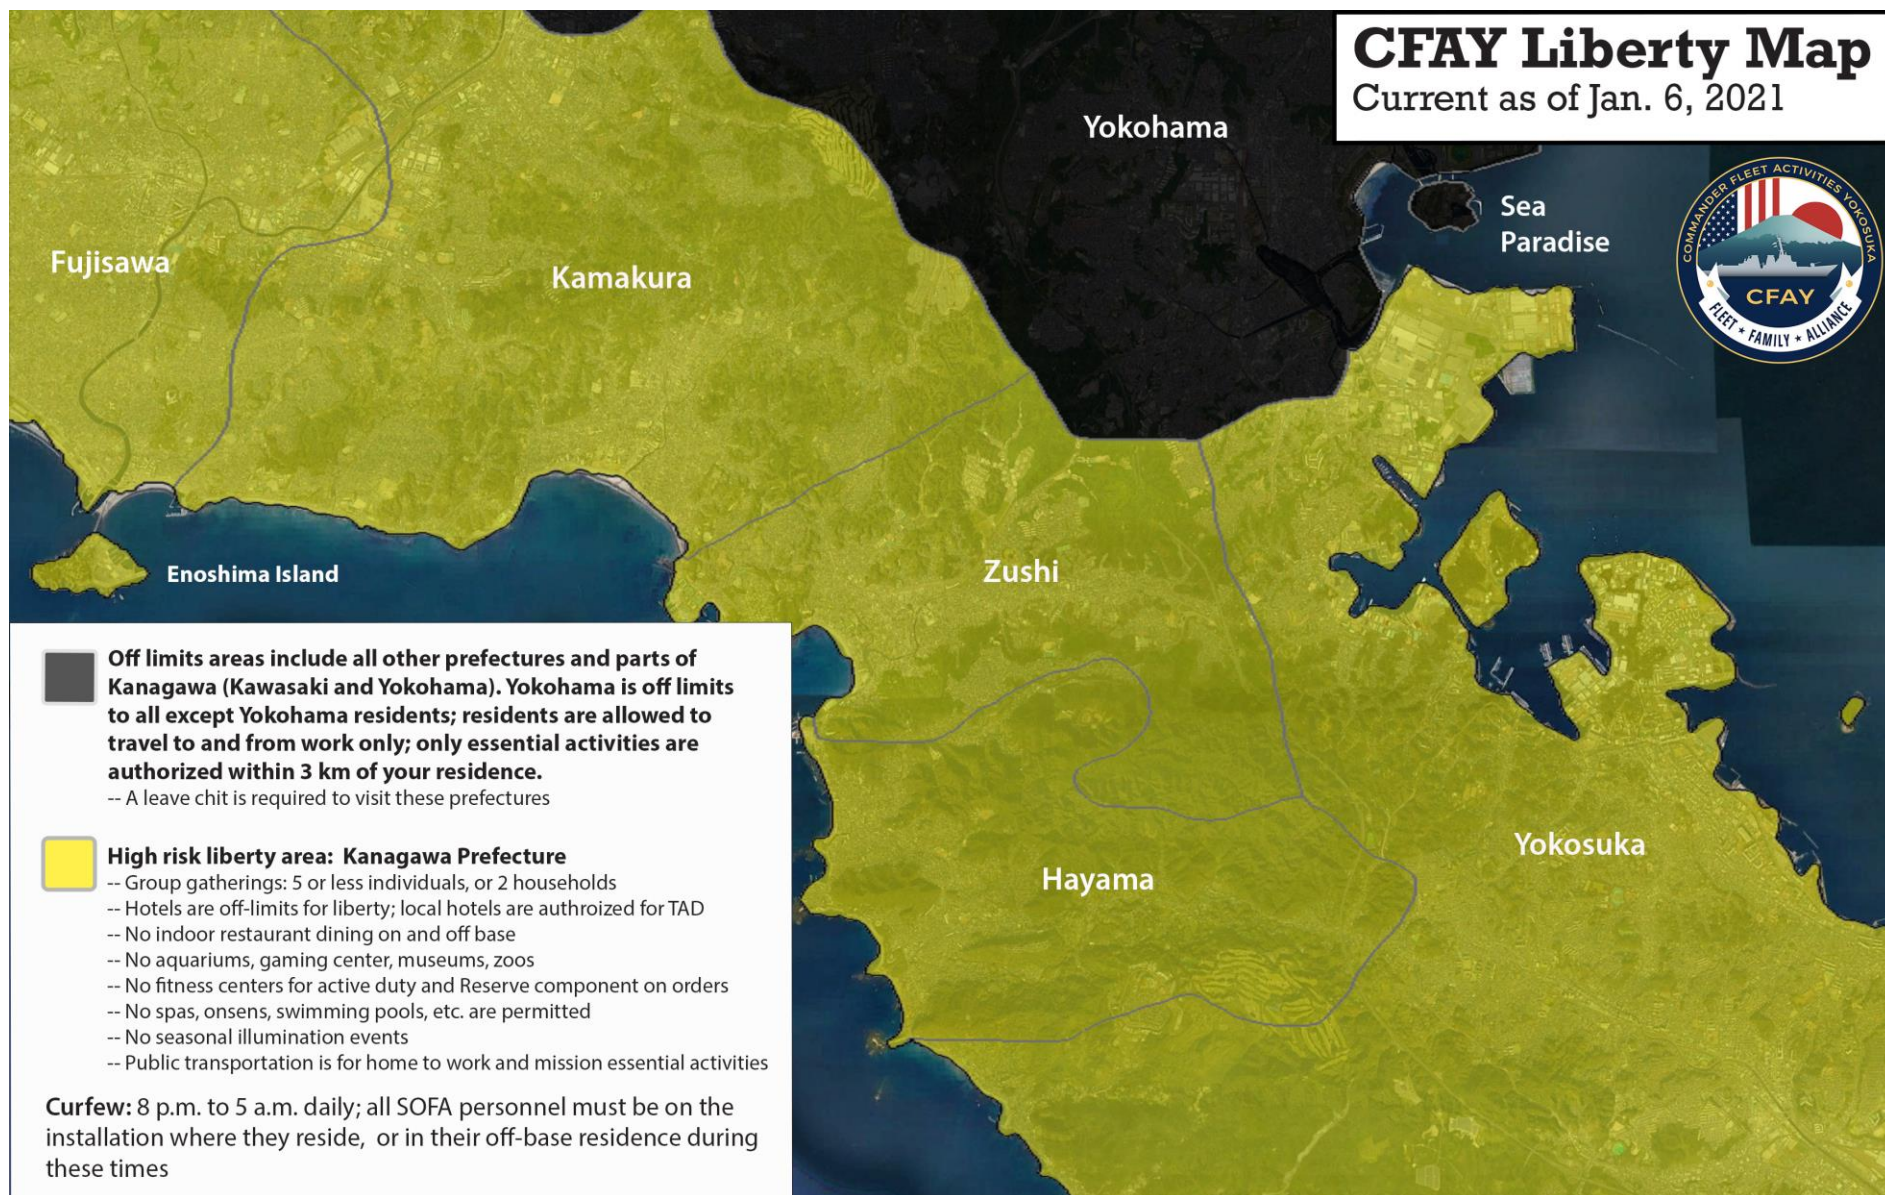 CFAY Liberty Map
Current as of Jan. 6, 2021
Yokohama
Sea
Paradise
COMMANDER FLEET ACTIVITIES YOKOSUKA
CFAY
FLEET ★ FAMILY ★ ALLIANCE
Fujisawa
Kamakura
Enoshima Island
Zushi
Hayama
Yokosuka
Off limits areas include all other prefectures and parts of
Kanagawa (Kawasaki and Yokohama). Yokohama is off limits
to all except Yokohama residents; residents are allowed to
travel to and from work only; only essential activities are
authorized within 3 km of your residence.
-- A leave chit is required to visit these prefectures
High risk liberty area: Kanagawa Prefecture
-- Group gatherings: 5 or less individuals, or 2 households
-- Hotels are off-limits for liberty; local hotels are authroized for TAD
-- No indoor restaurant dining on and off base
-- No aquariums, gaming center, museums, zoos
-- No fitness centers for active duty and Reserve component on orders
-- No spas, onsens, swimming pools, etc. are permitted
-- No seasonal illumination events
-- Public transportation is for home to work and mission essential activities
Curfew: 8 p.m. to 5 a.m. daily; all SOFA personnel must be on the
installation where they reside, or in their off-base residence during
these times